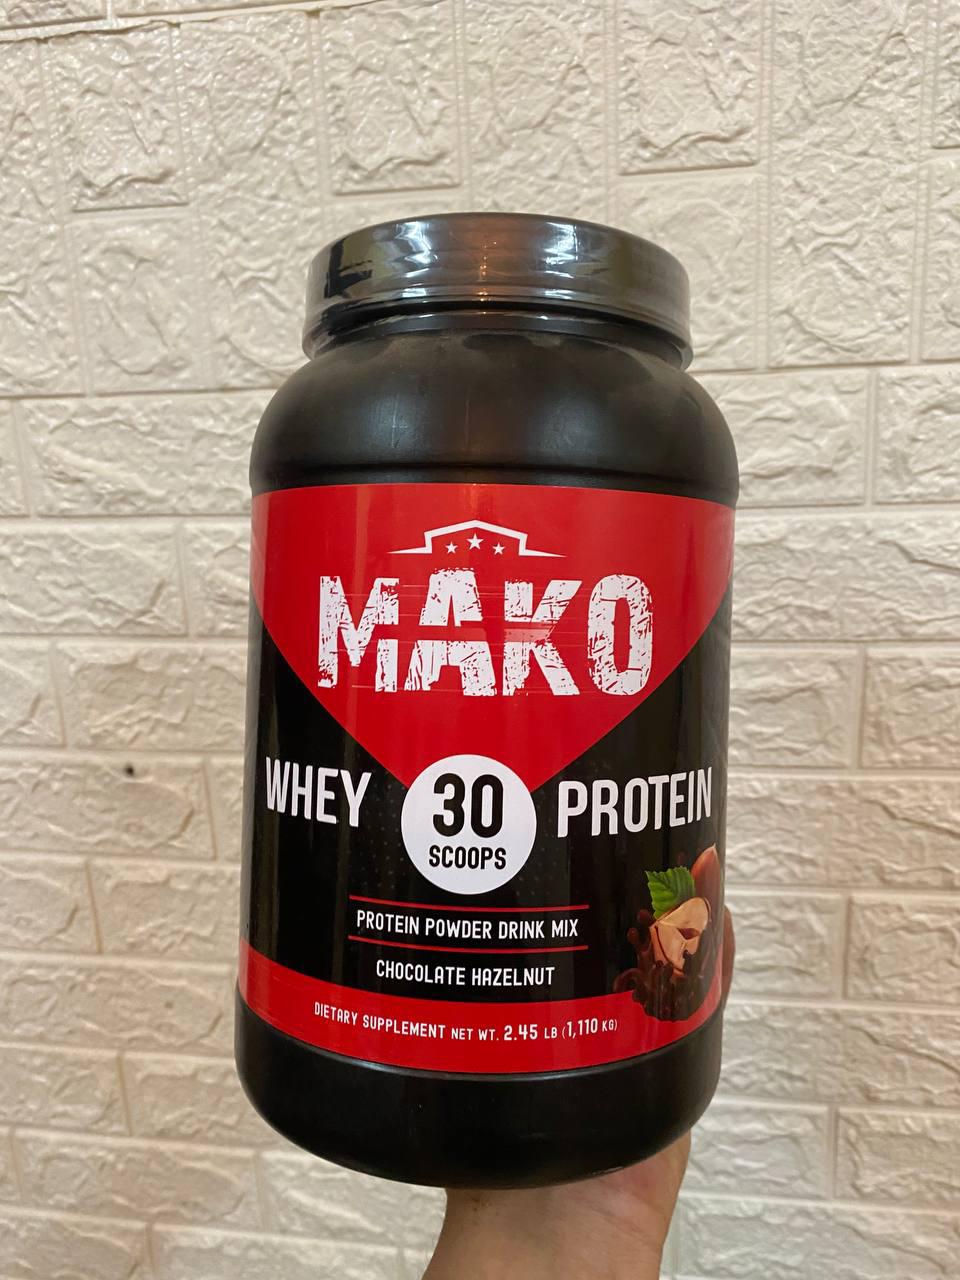 MAKO
WHEY 30 PROTEIN
SCOOPS
PROTEIN POWDER DRINK MIX
CHOCOLATE HAZELNUT
DIETARY SUPPLEMENT NET WT. 2.45 LB (1,110 KG)